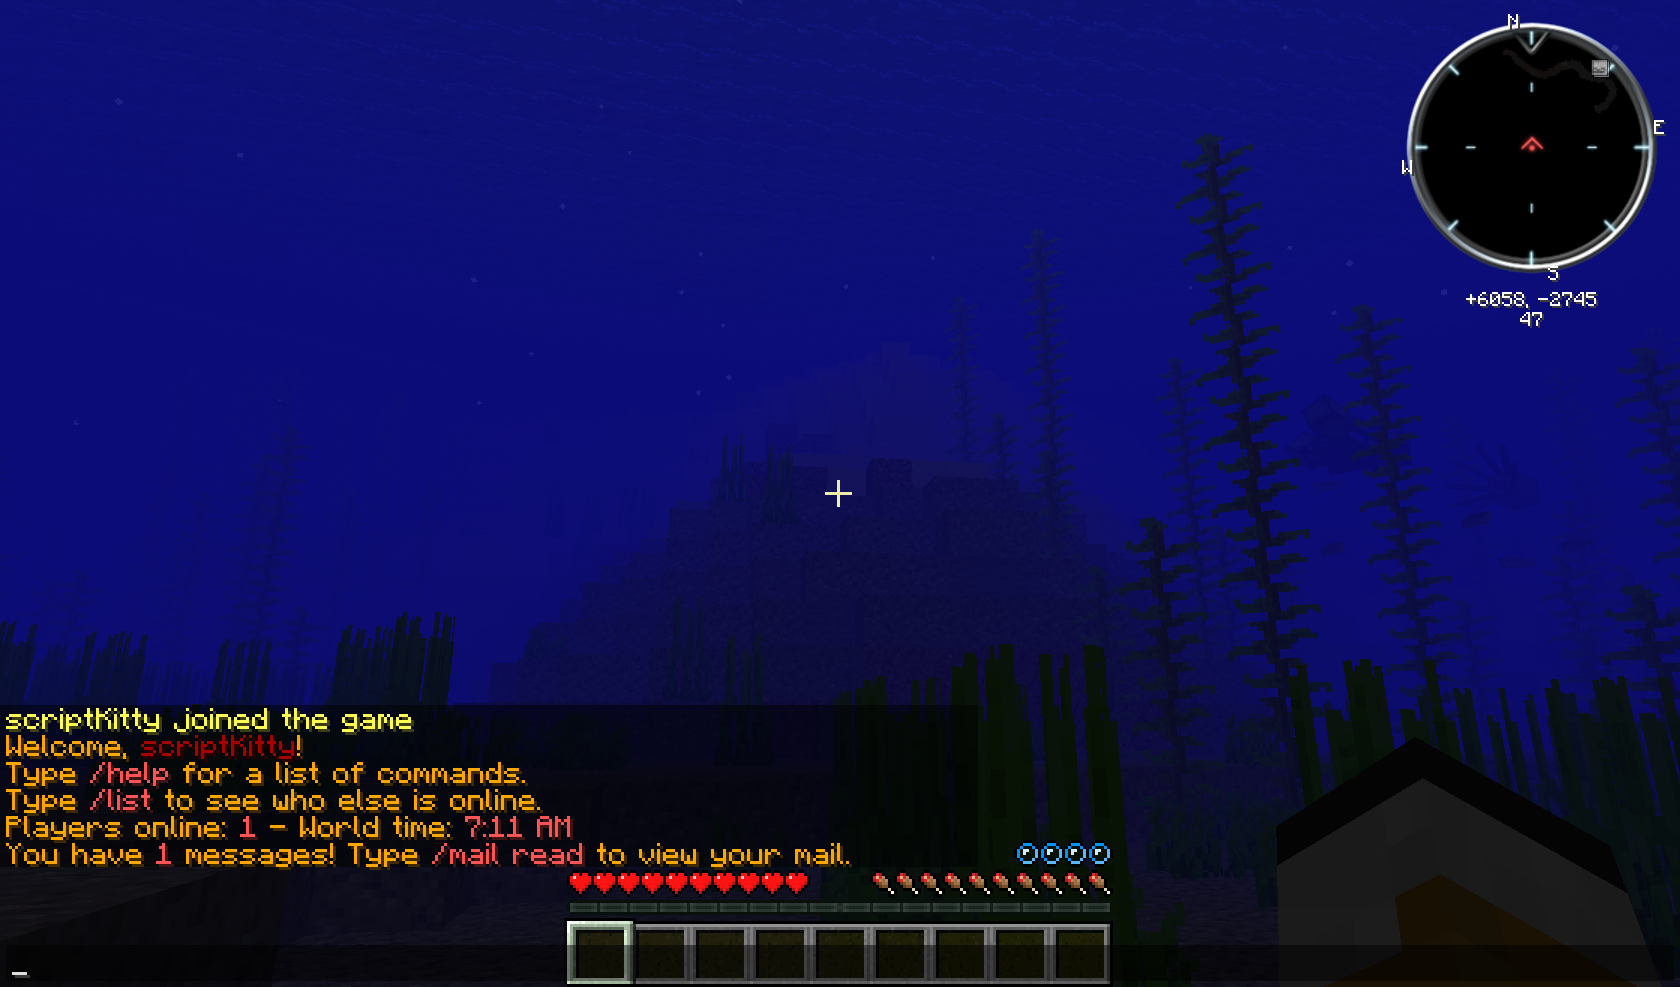 N
E
W
S
+6058, -2745
47
scriptKitty joined the game
Welcome, scriptKitty!
Type /help for a list of commands.
Type /list to see who else is online.
Players online: 1 - World time: 7:11 AM
You have 1 messages! Type /mail read to view your mail.
_